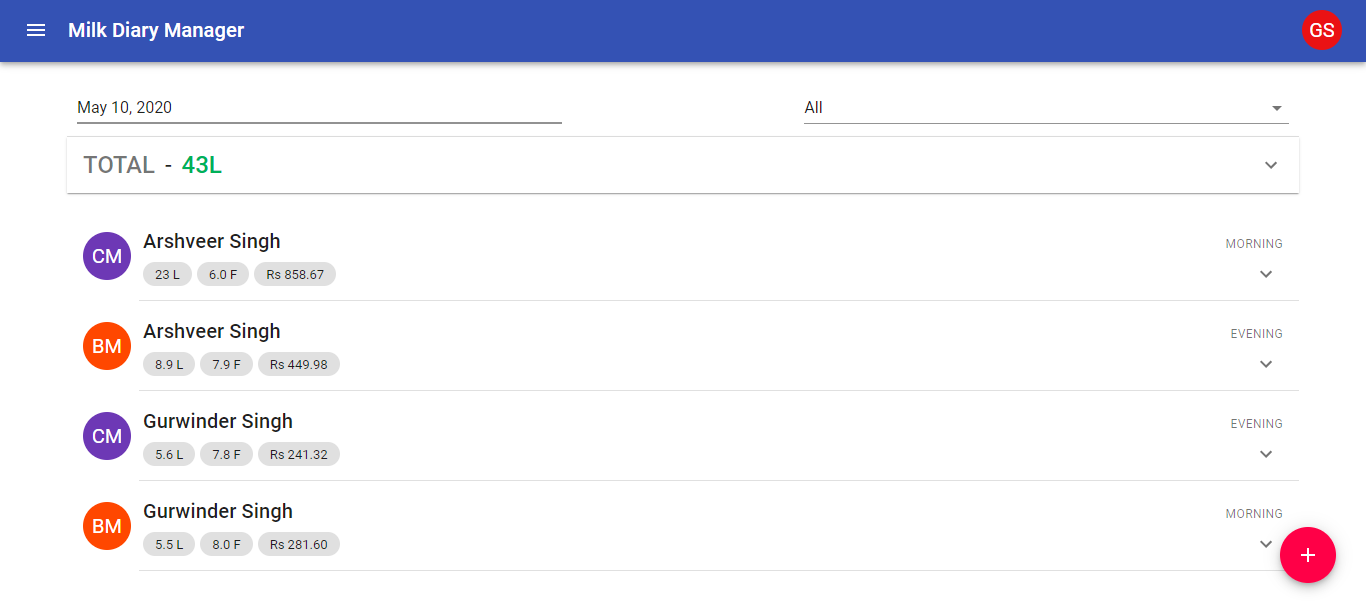 Milk Diary Manager
GS
May 10, 2020
All
TOTAL - 43L
CM
Arshveer Singh
MORNING
23 L 6.0 F Rs 858.67
BM
Arshveer Singh
EVENING
8.9 L 7.9 F Rs 449.98
CM
Gurwinder Singh
EVENING
5.6 L 7.8 F Rs 241.32
BM
Gurwinder Singh
MORNING
5.5 L 8.0 F Rs 281.60